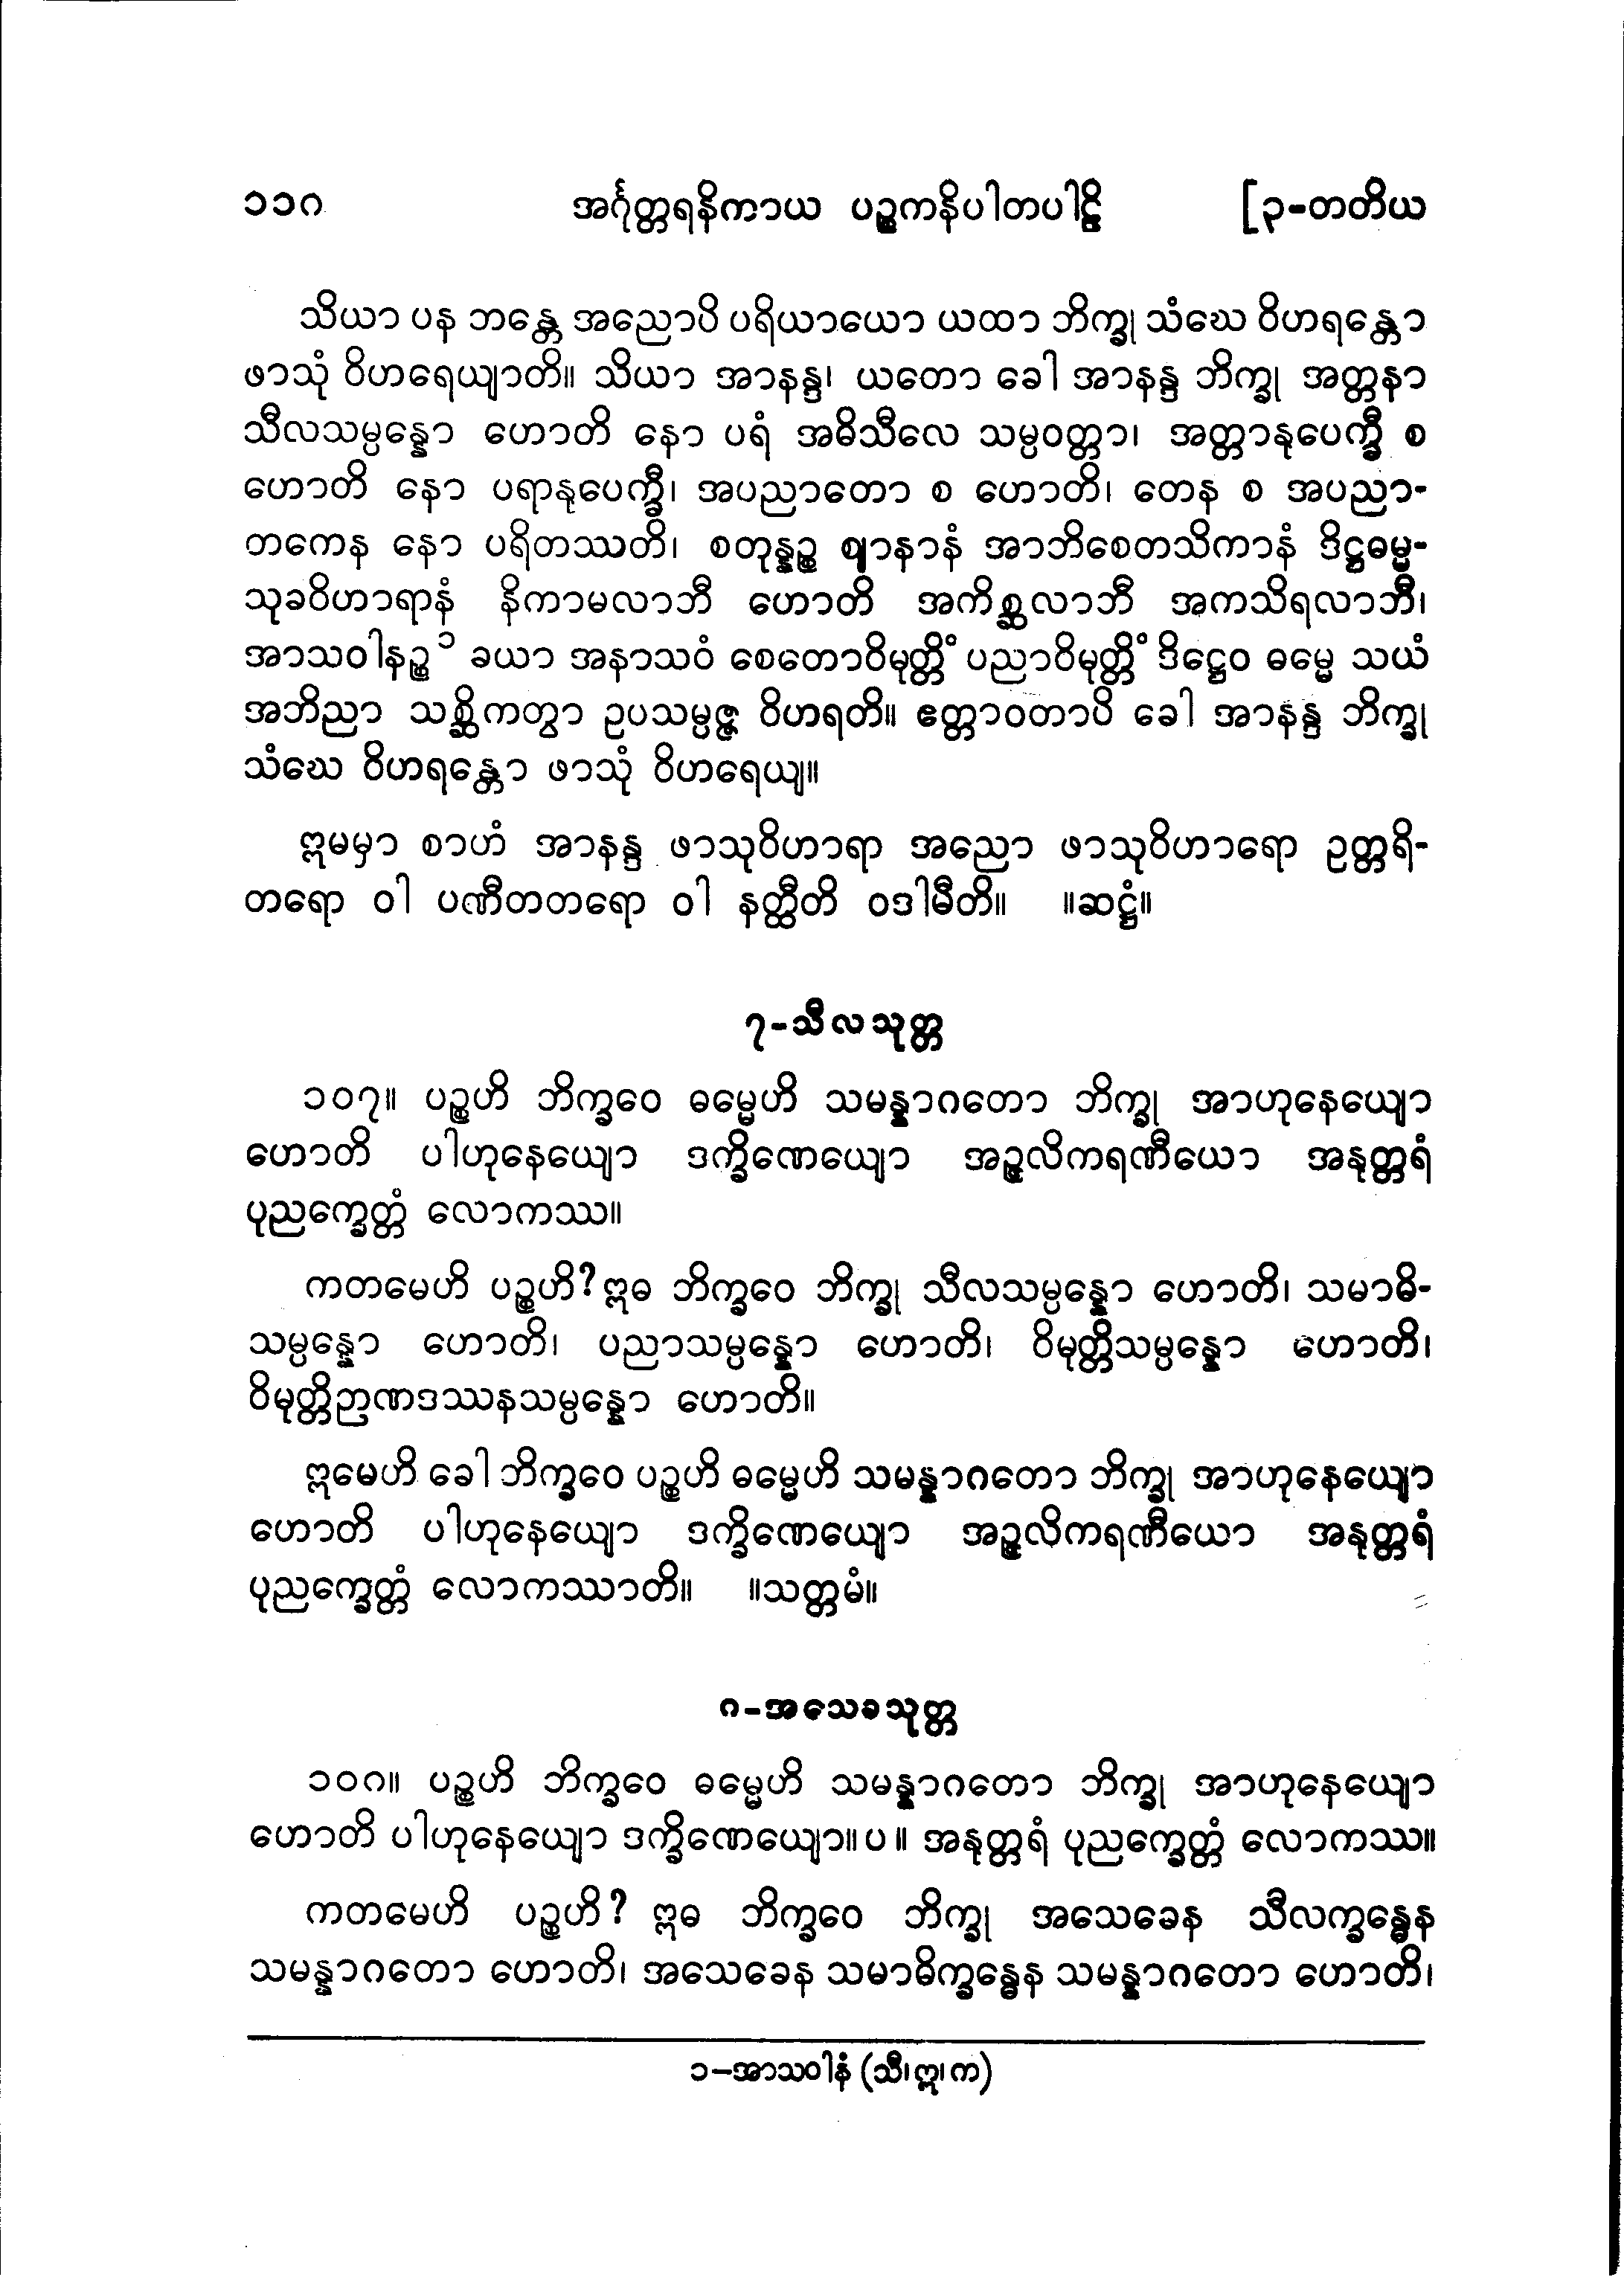 ၁၁၈ အင်္ဂုတ္တရနိကာယ ပဉ္စကနိပါတပါဠိ [၃-တတိယ
သိယာ ပန ဘန္တေ အညောပိ ပရိယာယော ယထာ ဘိက္ခု သံဃေ ဝိဟရန္တော
ဖာသုံ ဝိဟရေယျာတိ။ သိယာ အာနန္ဒ၊ ယတော ခေါ အာနန္ဒ ဘိက္ခု အတ္တနာ
သီလသမ္ပန္နော ဟောတိ နော ပရံ အဓိသီလေ သမ္ပဝတ္တာ၊ အတ္တာနုပေက္ခီ စ
ဟောတိ နော ပရာနုပေက္ခီ၊ အပညာတော စ ဟောတိ၊ တေန စ အပညာ-
တကေန နော ပရိတဿတိ၊ စတုန္နဉ္စ ဈာနာနံ အာဘိစေတသိကာနံ ဒိဋ္ဌဓမ္မ-
သုခဝိဟာရာနံ နိကာမလာဘီ ဟောတိ အကိစ္ဆလာဘီ အကသိရလာဘီ၊
အာသဝါနဉ္စ ၁ ခယာ အနာသဝံ စေတောဝိမုတ္တိံ ပညာဝိမုတ္တိံ ဒိဋ္ဌေဝ ဓမ္မေ သယံ
အဘိညာ သစ္ဆိကတွာ ဥပသမ္ပဇ္ဇ ဝိဟရတိ။ ဧတ္တာဝတာပိ ခေါ အာနန္ဒ ဘိက္ခု
သံဃေ ဝိဟရန္တော ဖာသုံ ဝိဟရေယျ။
ဣမမှာ စာဟံ အာနန္ဒ ဖာသုဝိဟာရာ အညော ဖာသုဝိဟာရော ဥတ္တရိ-
တရော ဝါ ပဏီတတရော ဝါ နတ္ထီတိ ဝဒါမီတိ။ ။ဆဋ္ဌံ။
၇-သီလသုတ္တ
၁၀၇။ ပဉ္စဟိ ဘိက္ခဝေ ဓမ္မေဟိ သမန္နာဂတော ဘိက္ခု အာဟုနေယျော
ဟောတိ ပါဟုနေယျော ဒက္ခိဏေယျော အဉ္ဇလိကရဏီယော အနုတ္တရံ
ပုညက္ခေတ္တံ လောကဿ။
ကတမေဟိ ပဉ္စဟိ? ဣဓ ဘိက္ခဝေ ဘိက္ခု သီလသမ္ပန္နော ဟောတိ၊ သမာဓိ-
သမ္ပန္နော ဟောတိ၊ ပညာသမ္ပန္နော ဟောတိ၊ ဝိမုတ္တိသမ္ပန္နော ဟောတိ၊
ဝိမုတ္တိဉာဏဒဿနသမ္ပန္နော ဟောတိ။
ဣမေဟိ ခေါ ဘိက္ခဝေ ပဉ္စဟိ ဓမ္မေဟိ သမန္နာဂတော ဘိက္ခု အာဟုနေယျော
ဟောတိ ပါဟုနေယျော ဒက္ခိဏေယျော အဉ္ဇလိကရဏီယော အနုတ္တရံ
ပုညက္ခေတ္တံ လောကဿာတိ။ ။သတ္တမံ။
၈-အသေခသုတ္တ
၁၀၈။ ပဉ္စဟိ ဘိက္ခဝေ ဓမ္မေဟိ သမန္နာဂတော ဘိက္ခု အာဟုနေယျော
ဟောတိ ပါဟုနေယျော ဒက္ခိဏေယျော။ ပ ။ အနုတ္တရံ ပုညက္ခေတ္တံ လောကဿ။
ကတမေဟိ ပဉ္စဟိ? ဣဓ ဘိက္ခဝေ ဘိက္ခု အသေခေန သီလက္ခန္ဓေန
သမန္နာဂတော ဟောတိ၊ အသေခေန သမာဓိက္ခန္ဓေန သမန္နာဂတော ဟောတိ၊
၁-အာသဝါနံ (သီ၊ ဣ၊ က)